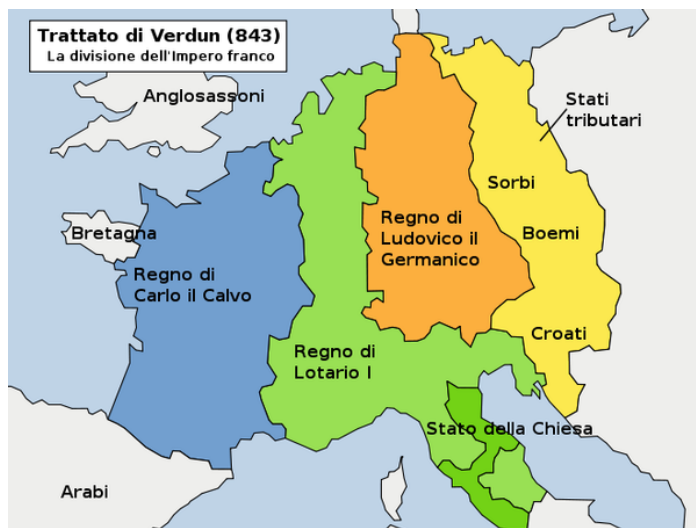 Trattato di Verdun (843)
La divisione dell'Impero franco
Anglosassoni
Stati
tributari
Sorbi
Bretagna
Regno di
Ludovico il
Germanico
Boemi
Regno di
Carlo il Calvo
Croati
Regno di
Lotario I
Stato della Chiesa
Arabi